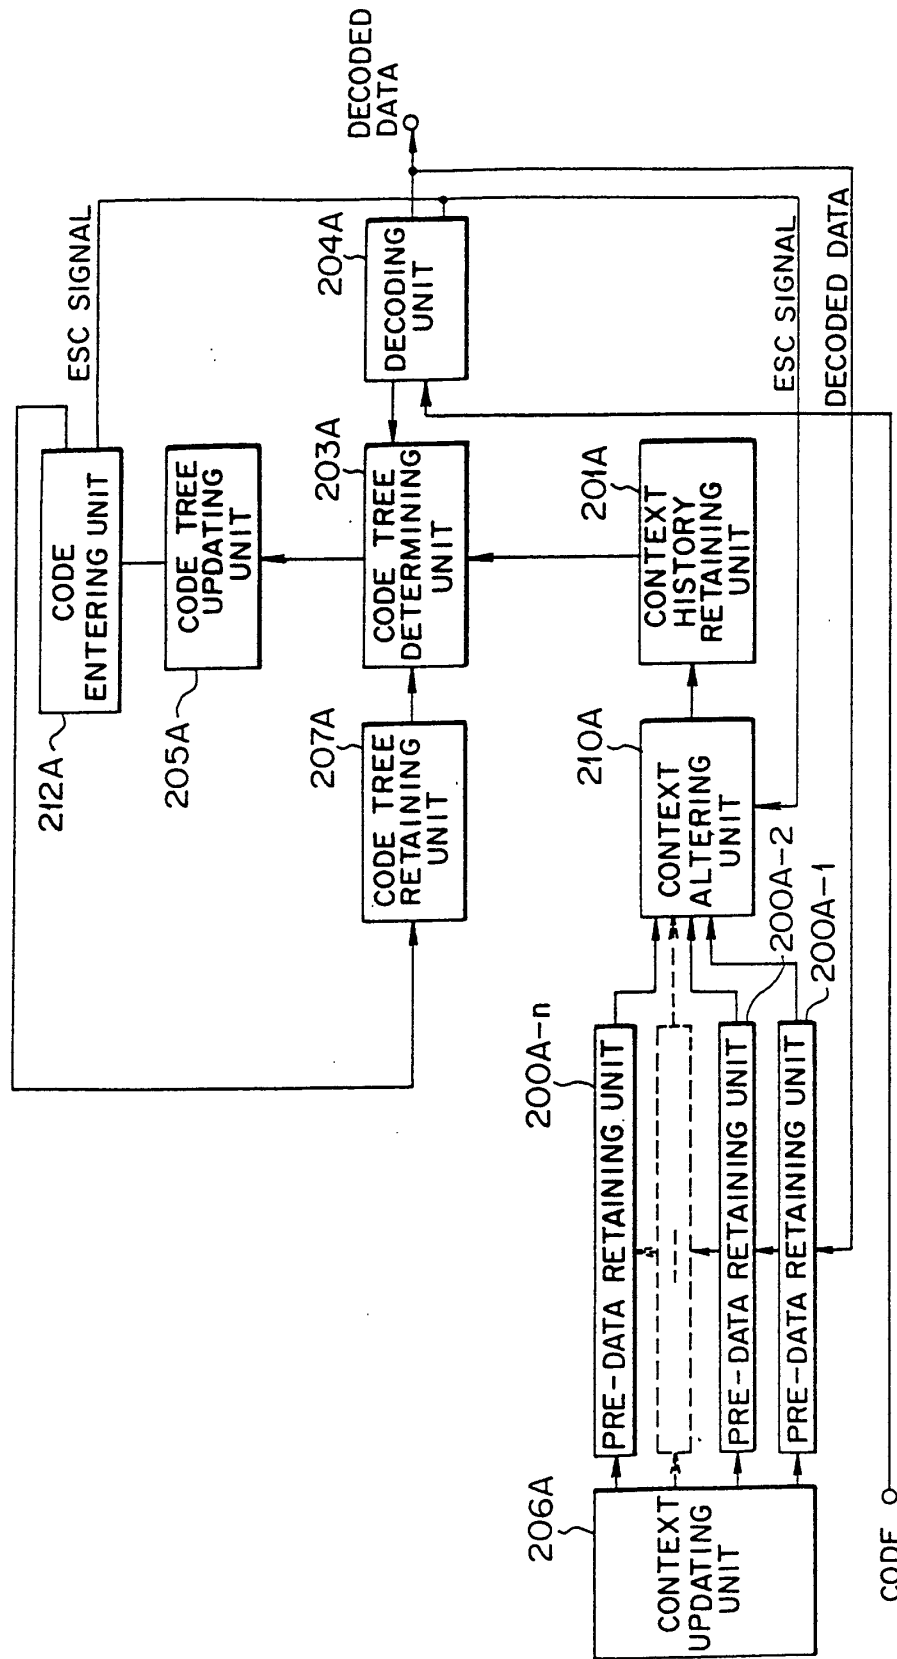 CODE
ENTERING UNIT
212A
ESC SIGNAL
CODE TREE
UPDATING
UNIT
205A
CODE TREE
RETAINING
UNIT
207A
CODE TREE
DETERMINING
UNIT
203A
DECODING
UNIT
204A
DECODED
DATA
PRE-DATA RETAINING UNIT
200A-n
PRE-DATA RETAINING UNIT
200A-2
PRE-DATA RETAINING UNIT
200A-1
CONTEXT
UPDATING
UNIT
206A
CONTEXT
ALTERING
UNIT
210A
CONTEXT
HISTORY
RETAINING
UNIT
201A
ESC SIGNAL
DECODED DATA
CODE